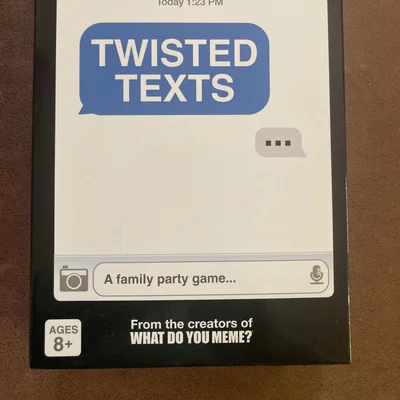 Today 1:23 PM
TWISTED
TEXTS
...
A family party game...
AGES
8+
From the creators of
WHAT DO YOU MEME?